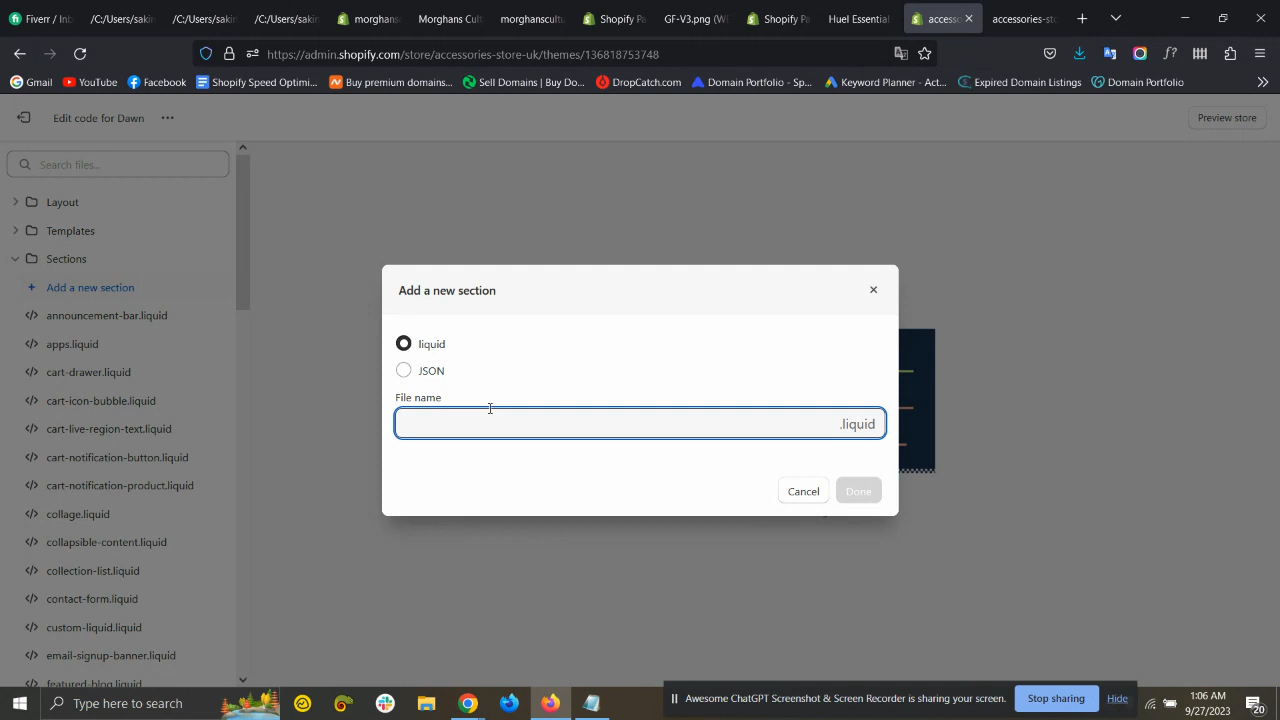 Fiverr / Inb
/C:/Users/sakin
/C:/Users/sakin
/C:/Users/sakin
morghans
Morghans Cult
morghanscultu
Shopify Pa
GF-V3.png (WE
Shopify Pa
Huel Essential
access
accessories-sto
https://admin.shopify.com/store/accessories-store-uk/themes/136818753748
Gmail
YouTube
Facebook
Shopify Speed Optimi...
Buy premium domains...
Sell Domains | Buy Do...
DropCatch.com
Domain Portfolio - Sp...
Keyword Planner - Act...
Expired Domain Listings
Domain Portfolio
Edit code for Dawn
Preview store
Search files...
Layout
Templates
Sections
Add a new section
announcement-bar.liquid
apps.liquid
cart-drawer.liquid
cart-icon-bubble.liquid
cart-live-region-text.liquid
cart-notification-button.liquid
cart-notification-product.liquid
collage.liquid
collapsible-content.liquid
collection-list.liquid
contact-form.liquid
custom-liquid.liquid
email-signup-banner.liquid
featured-blog.liquid
Add a new section
liquid
JSON
File name
.liquid
Cancel
Done
Type here to search
Awesome ChatGPT Screenshot & Screen Recorder is sharing your screen.
Stop sharing
Hide
1:06 AM
9/27/2023
20